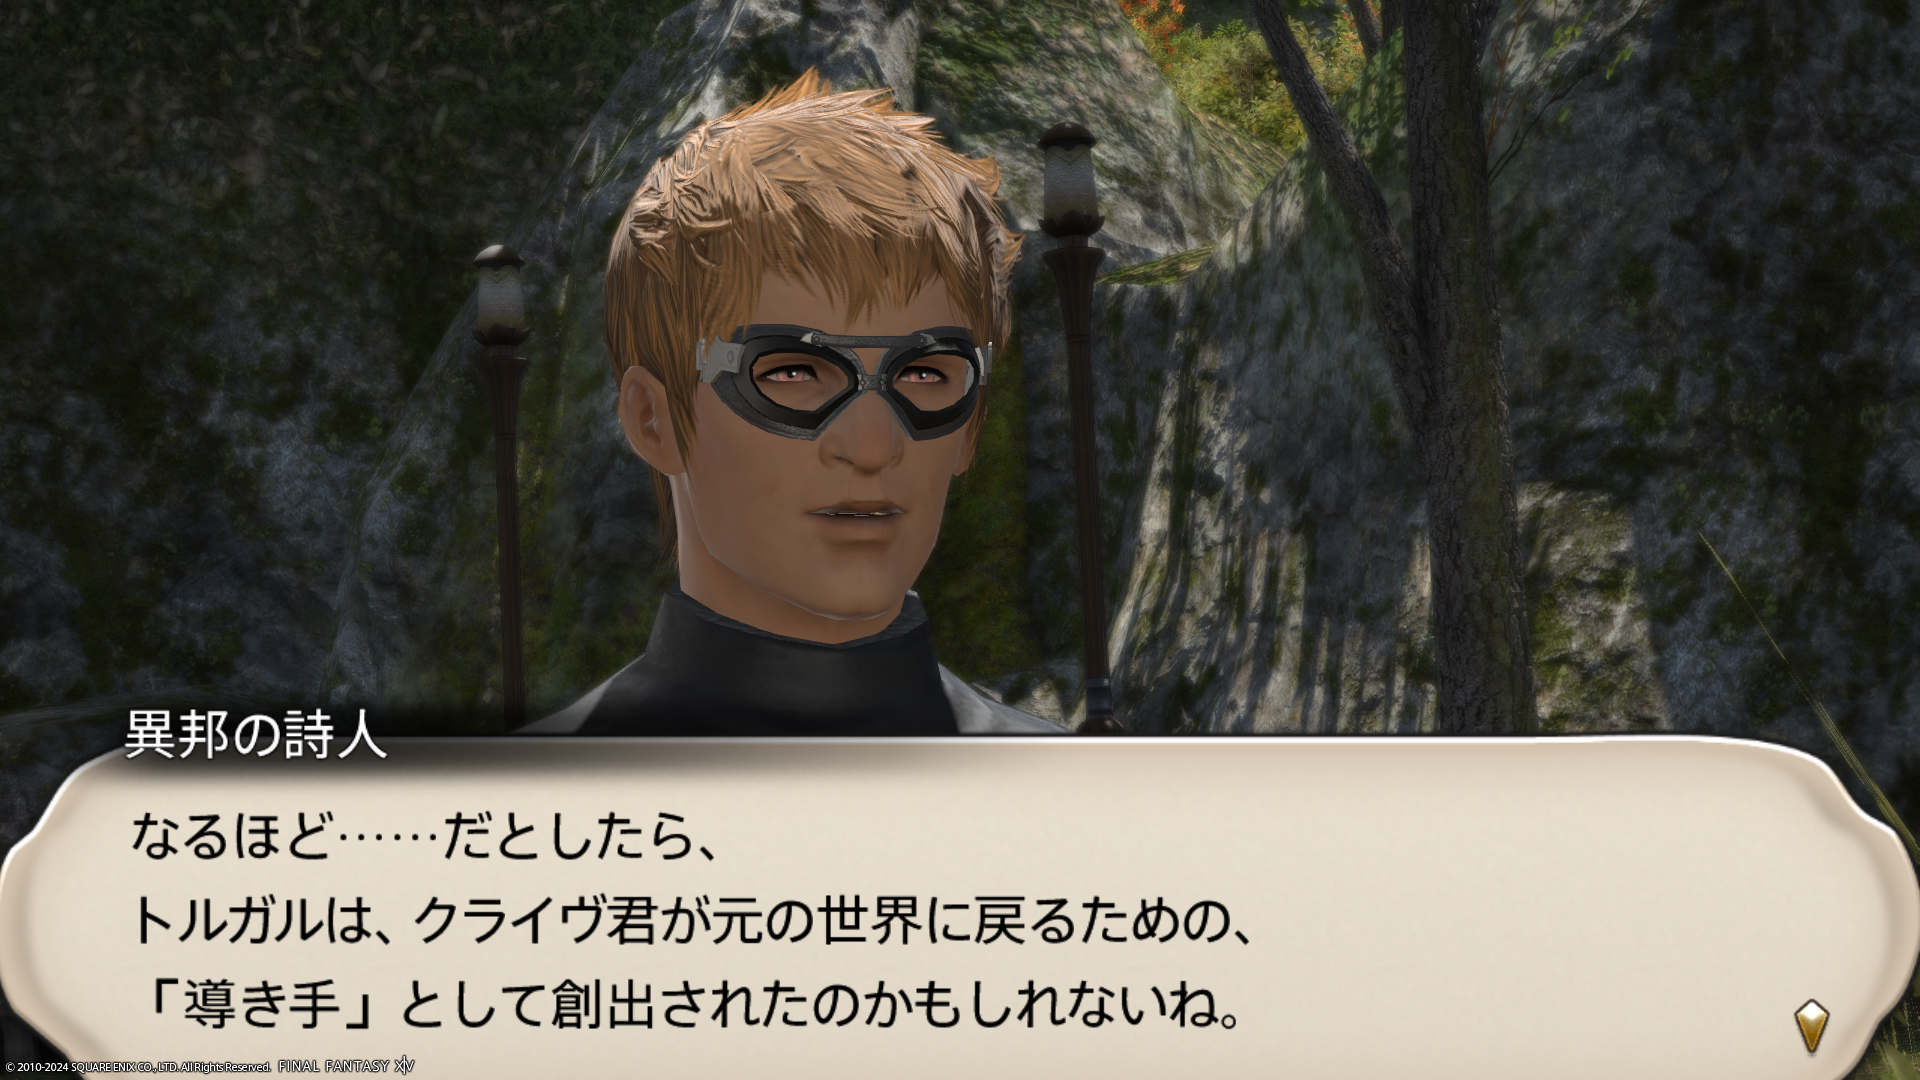 異邦の詩人
なるほど……だとしたら、
トルガルは、クライヴ君が元の世界に戻るための、
「導き手」として創出されたのかもしれないね。
© 2010-2024 SQUARE ENIX CO., LTD. All Rights Reserved. FINAL FANTASY XIV